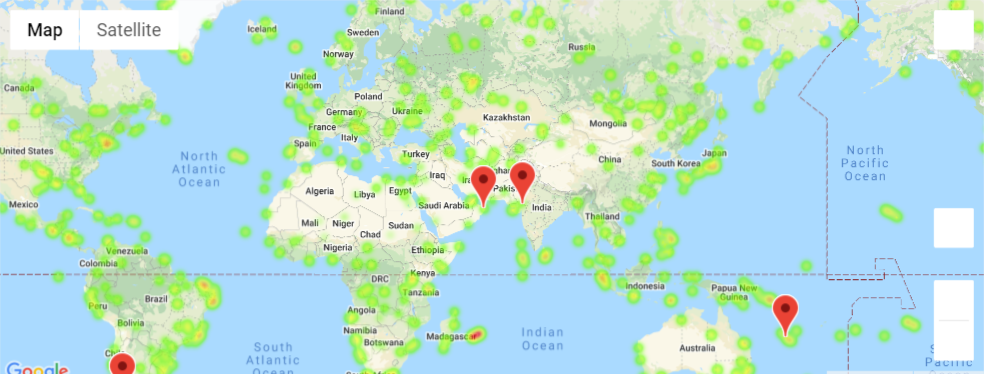 Map Satellite
Finland
Iceland
Sweden
Norway
Russia
United
Kingdom
Canada
Poland
Germany
Ukraine
Kazakhstan
Mongolia
France
Italy
Spain
United States
Turkey
China
South Korea
Japan
North
Atlantic
Ocean
North
Pacific
Ocean
Iraq
Algeria
Libya
Egypt
Pakis
Saudi Arabia
India
Mexico
Mali
Niger
Chad
Sudan
Thailand
Nigeria
Ethiopia
Venezuela
Colombia
DRC
Kenya
Tanzania
Indonesia
Papua New
Guinea
Peru
Brazil
Bolivia
Angola
Namibia
Botswana
Madagascar
Indian
Ocean
Australia
South
Atlantic
Ocean
South
Pacific
Google